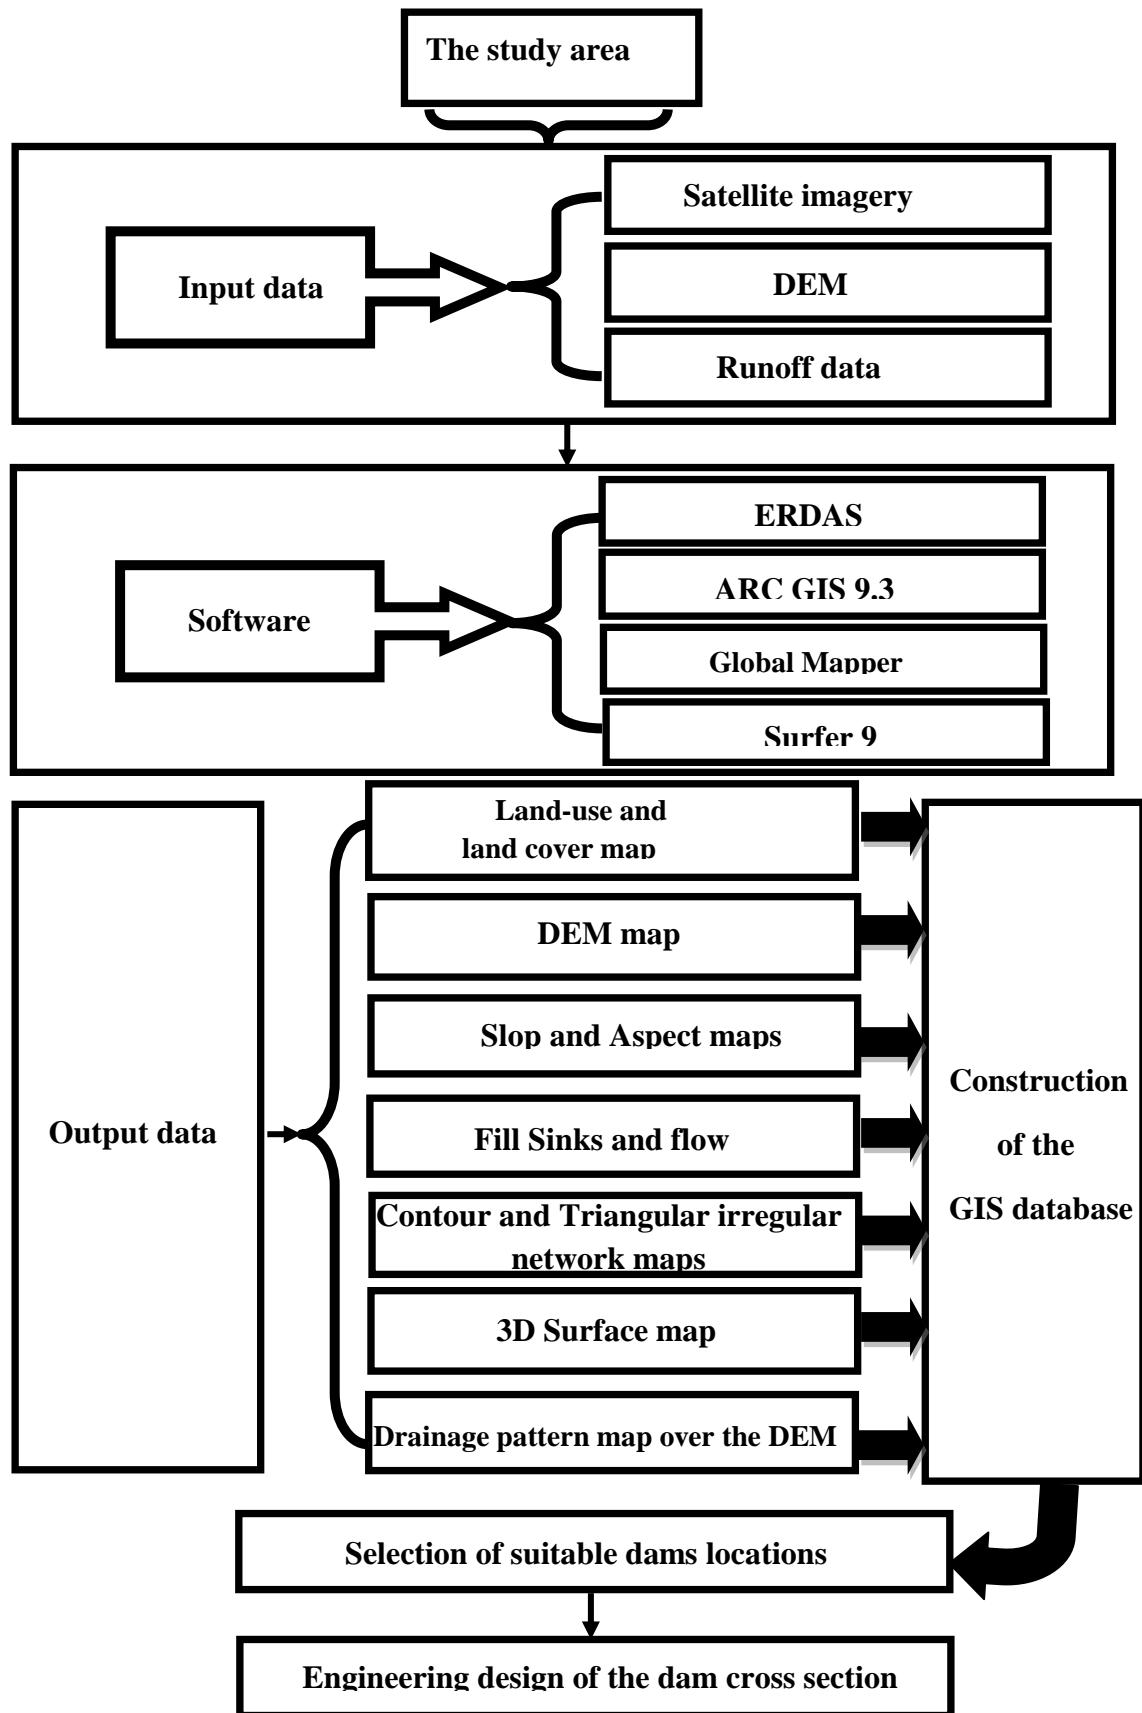 The study area
Input data
Satellite imagery
DEM
Runoff data
Software
ERDAS
ARC GIS 9.3
Global Mapper
Surfer 9
Output data
Land-use and
land cover map
DEM map
Slop and Aspect maps
Fill Sinks and flow
Contour and Triangular irregular
network maps
3D Surface map
Drainage pattern map over the DEM
Construction
of the
GIS database
Selection of suitable dams locations
Engineering design of the dam cross section